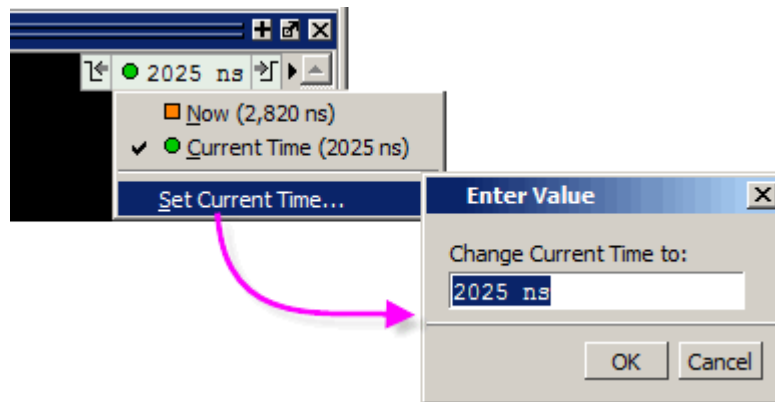 2025 ns
Now (2,820 ns)
Current Time (2025 ns)
Set Current Time...
Enter Value
Change Current Time to:
2025 ns
OK Cancel